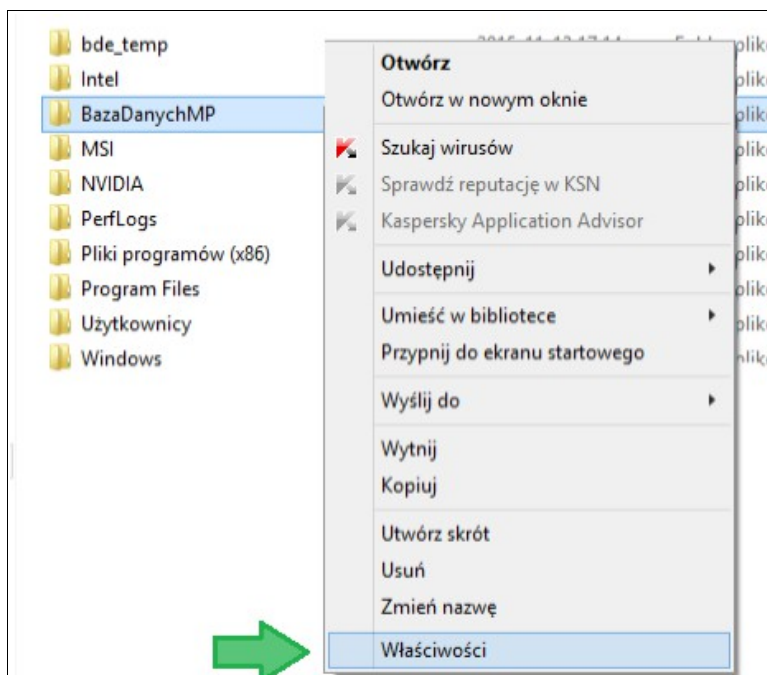 bde_temp
Intel
BazaDanychMP
MSI
NVIDIA
PerfLogs
Pliki programów (x86)
Program Files
Użytkownicy
Windows
Otwórz
Otwórz w nowym oknie
Szukaj wirusów
Sprawdź reputację w KSN
Kaspersky Application Advisor
Udostępnij
Umieść w bibliotece
Przypnij do ekranu startowego
Wyślij do
Wytnij
Kopiuj
Utwórz skrót
Usuń
Zmień nazwę
Właściwości